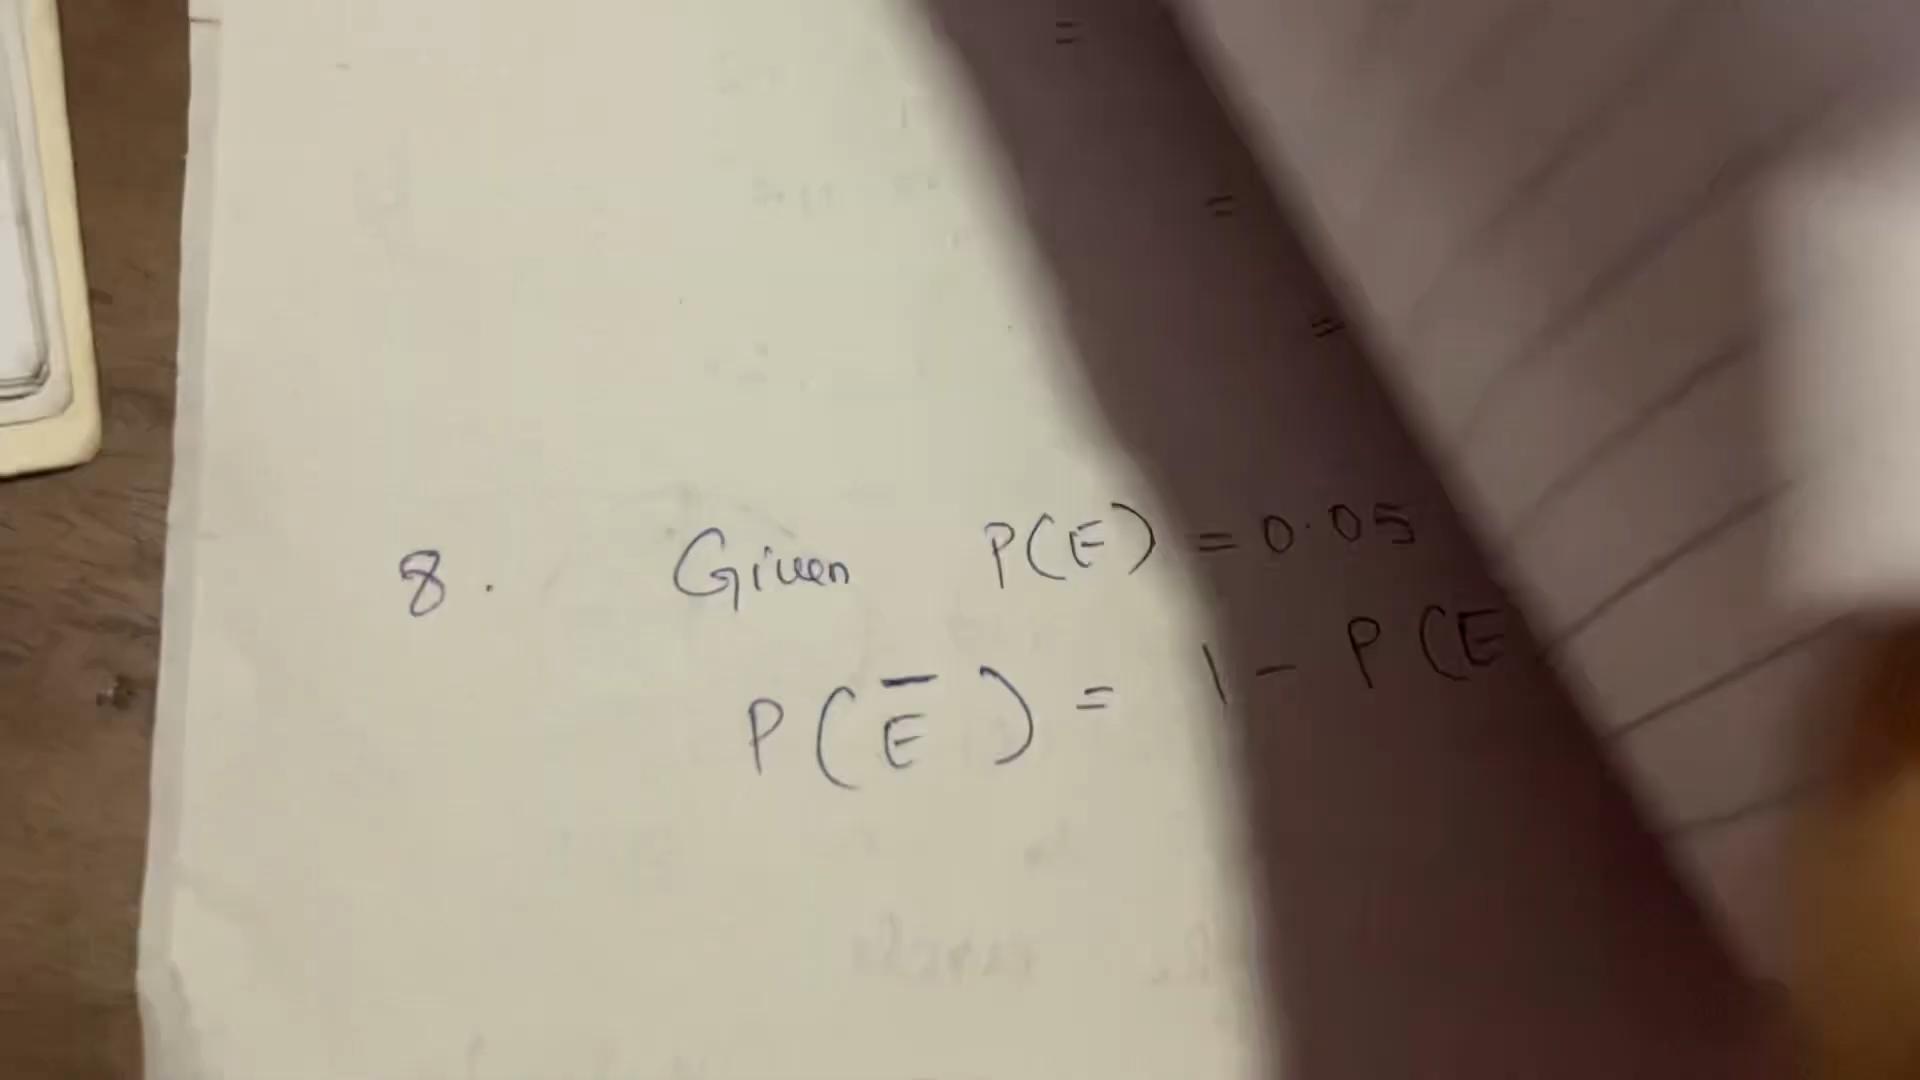 =
=
=
8. Given P(E) = 0.05
P(E̅) = 1 - P(E